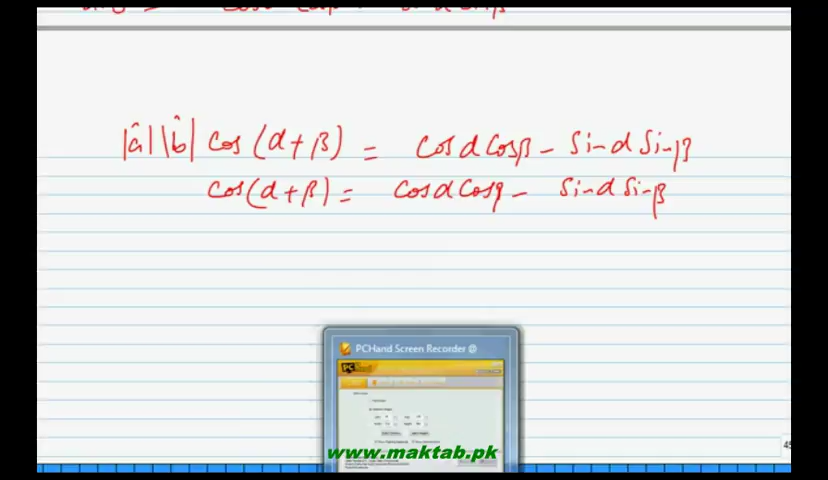 |â| |b̂| cos (α + β) = cosα cosβ - Sinα Sinβ
cos(α + β) = cosα cosβ - Sinα Sinβ
PCHand Screen Recorder @
www.maktab.pk